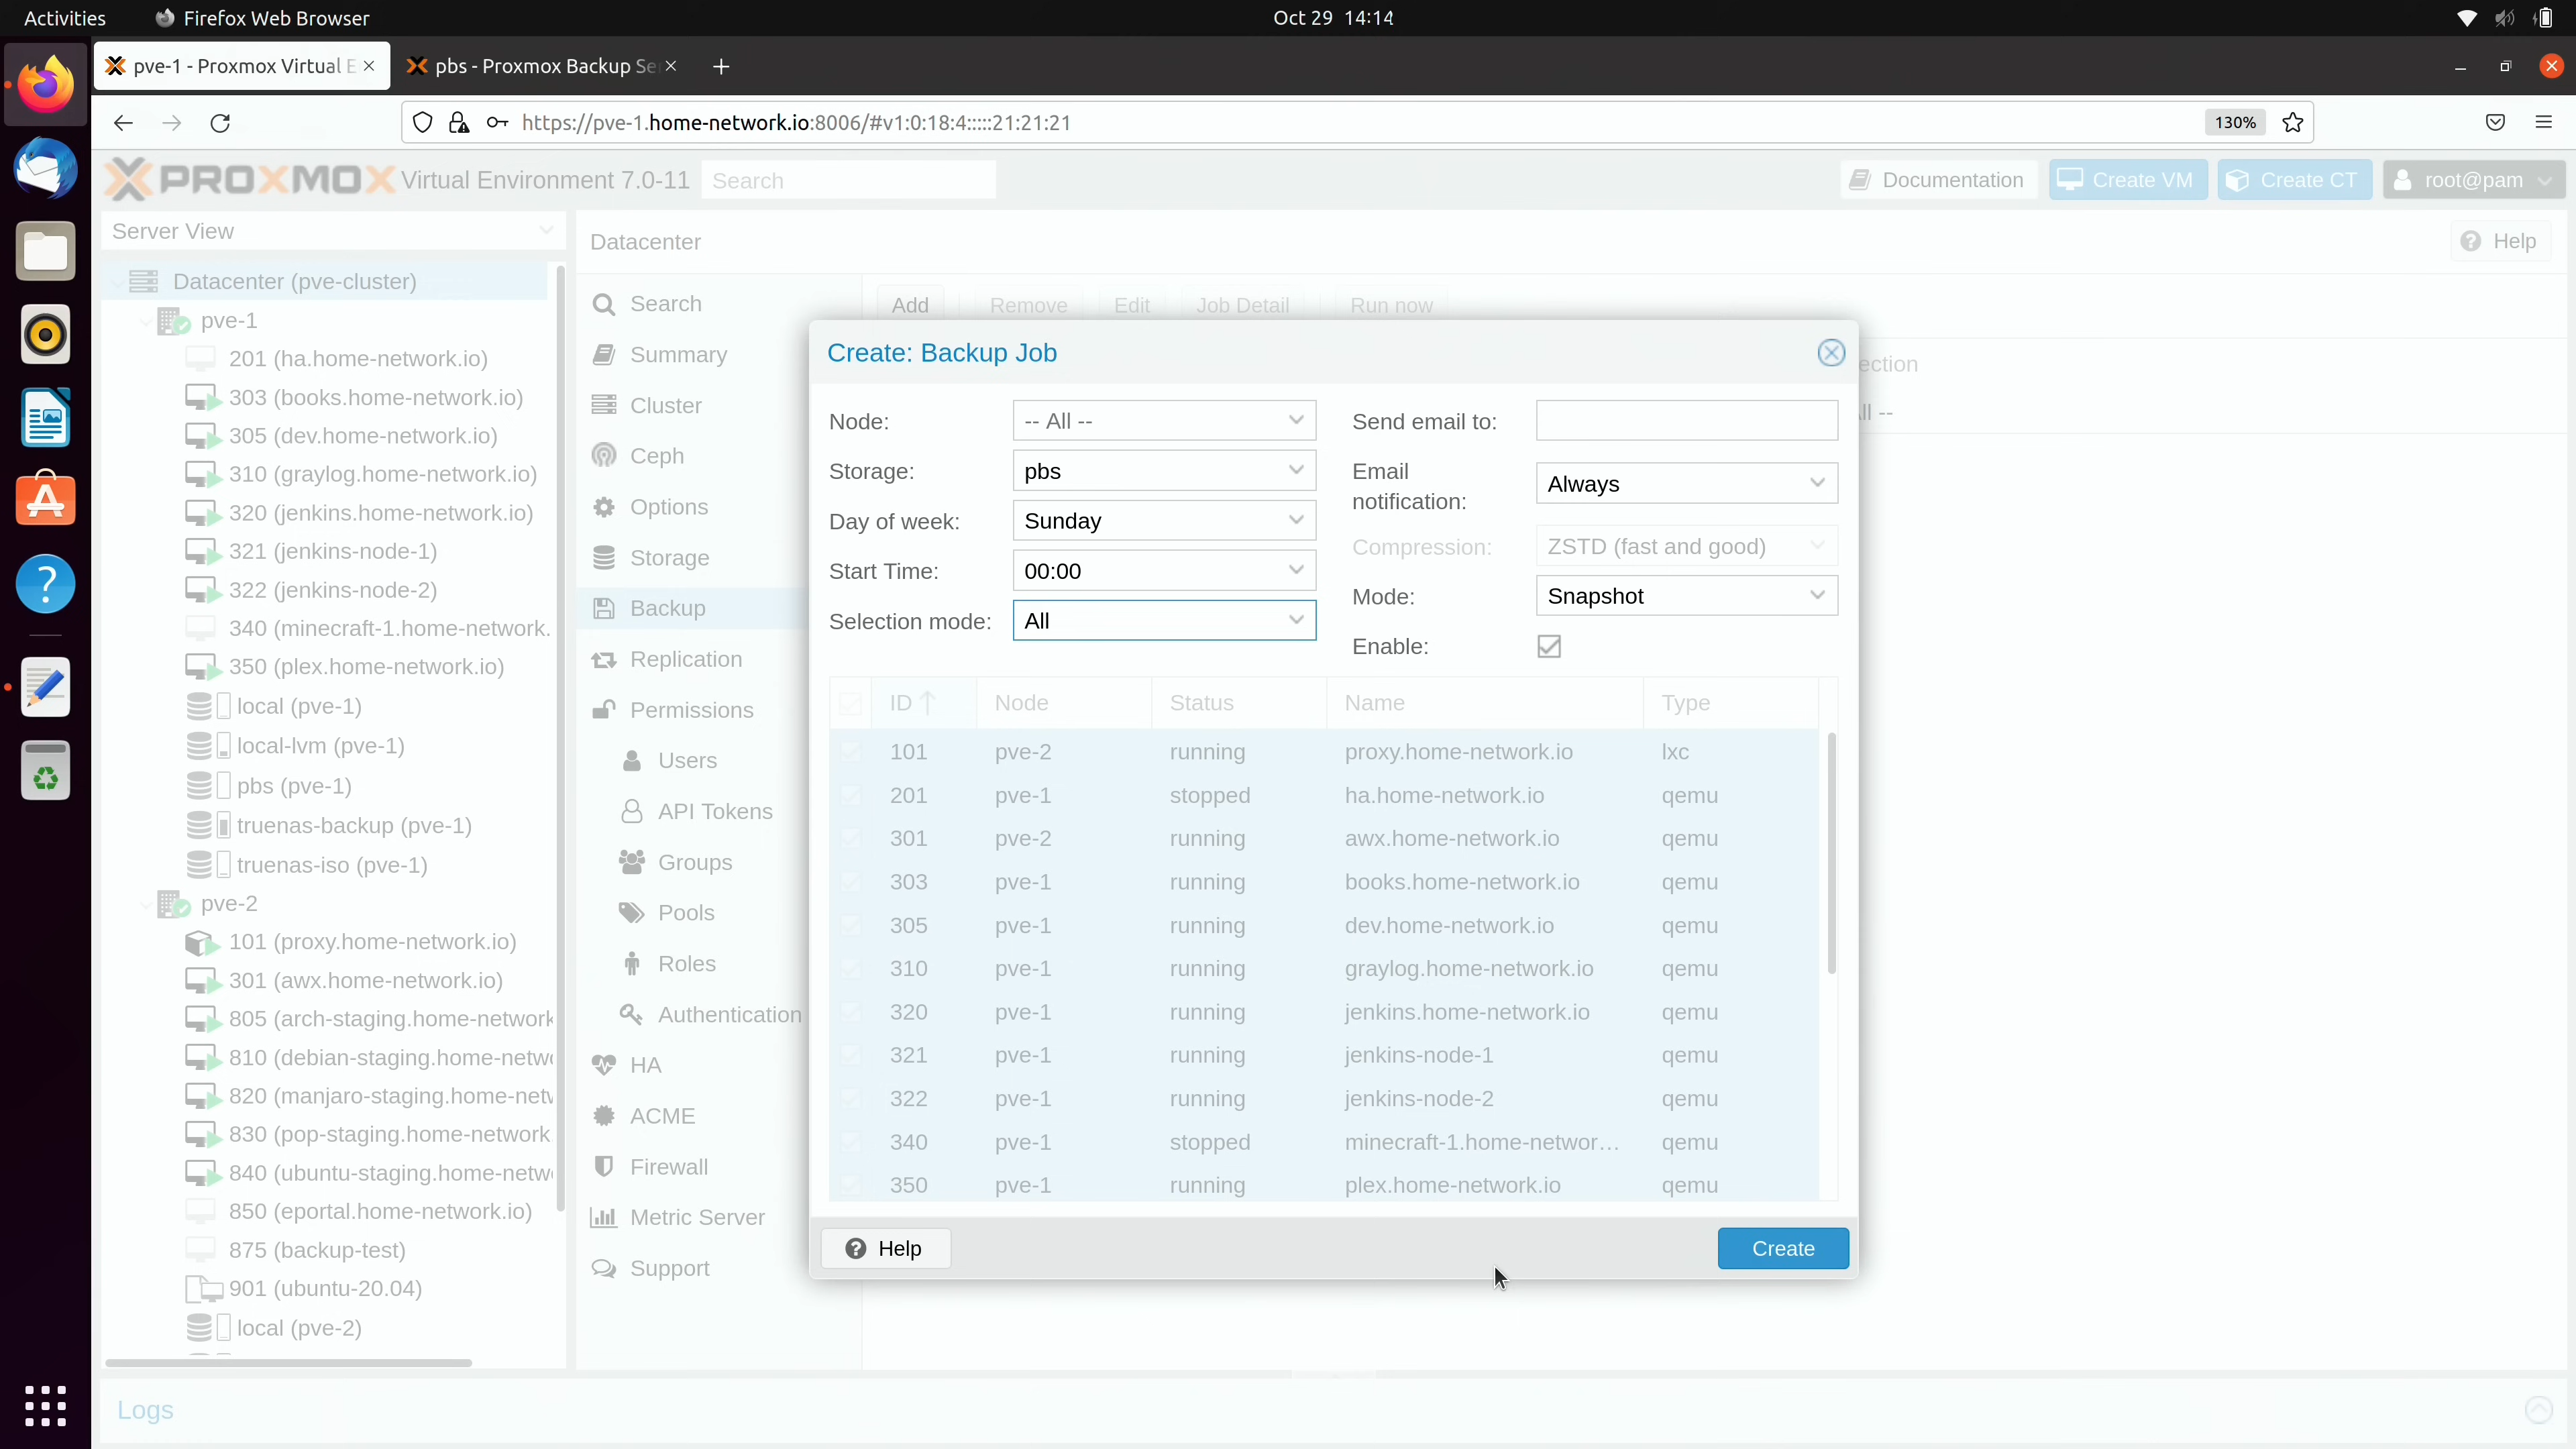 Activities
Firefox Web Browser
Oct 29 14:14
pve-1 - Proxmox Virtual E
pbs - Proxmox Backup Se
https://pve-1.home-network.io:8006/#v1:0:18:4:::::21:21:21
130%
PROXMOX Virtual Environment 7.0-11
Search
Documentation
Create VM
Create CT
root@pam
Server View
Datacenter (pve-cluster)
pve-1
201 (ha.home-network.io)
303 (books.home-network.io)
305 (dev.home-network.io)
310 (graylog.home-network.io)
320 (jenkins.home-network.io)
321 (jenkins-node-1)
322 (jenkins-node-2)
340 (minecraft-1.home-network.
350 (plex.home-network.io)
local (pve-1)
local-lvm (pve-1)
pbs (pve-1)
truenas-backup (pve-1)
truenas-iso (pve-1)
pve-2
101 (proxy.home-network.io)
301 (awx.home-network.io)
805 (arch-staging.home-network
810 (debian-staging.home-netw
820 (manjaro-staging.home-netw
830 (pop-staging.home-network.
840 (ubuntu-staging.home-netw
850 (eportal.home-network.io)
875 (backup-test)
901 (ubuntu-20.04)
local (pve-2)
Datacenter
Help
Search
Summary
Cluster
Ceph
Options
Storage
Backup
Replication
Permissions
Users
API Tokens
Groups
Pools
Roles
Authentication
HA
ACME
Firewall
Metric Server
Support
Add
Remove
Edit
Job Detail
Run now
ection
ll --
Create: Backup Job
Node: -- All --
Storage: pbs
Day of week: Sunday
Start Time: 00:00
Selection mode: All
Send email to:
Email notification: Always
Compression: ZSTD (fast and good)
Mode: Snapshot
Enable:
ID Node Status Name Type
101 pve-2 running proxy.home-network.io lxc
201 pve-1 stopped ha.home-network.io qemu
301 pve-2 running awx.home-network.io qemu
303 pve-1 running books.home-network.io qemu
305 pve-1 running dev.home-network.io qemu
310 pve-1 running graylog.home-network.io qemu
320 pve-1 running jenkins.home-network.io qemu
321 pve-1 running jenkins-node-1 qemu
322 pve-1 running jenkins-node-2 qemu
340 pve-1 stopped minecraft-1.home-networ… qemu
350 pve-1 running plex.home-network.io qemu
Help
Create
Logs